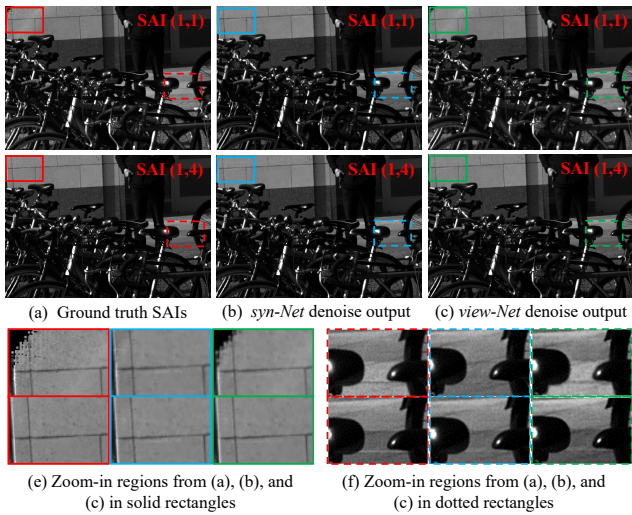 SAI (1,1)
SAI (1,1)
SAI (1,1)
SAI (1,4)
SAI (1,4)
SAI (1,4)
(a) Ground truth SAIs
(b) syn-Net denoise output
(c) view-Net denoise output
(e) Zoom-in regions from (a), (b), and
(c) in solid rectangles
(f) Zoom-in regions from (a), (b), and
(c) in dotted rectangles